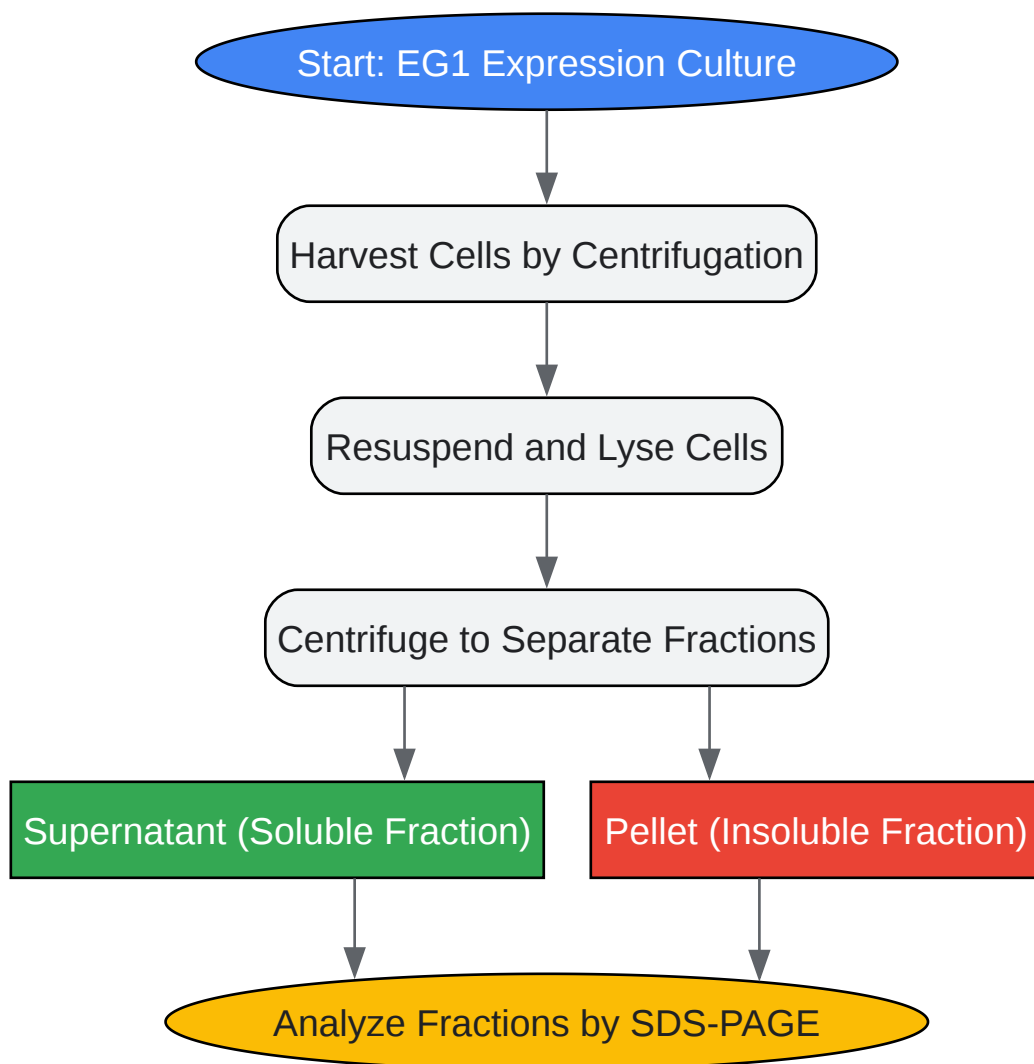 Start: EG1 Expression Culture
Harvest Cells by Centrifugation
Resuspend and Lyse Cells
Centrifuge to Separate Fractions
Supernatant (Soluble Fraction)
Pellet (Insoluble Fraction)
Analyze Fractions by SDS-PAGE